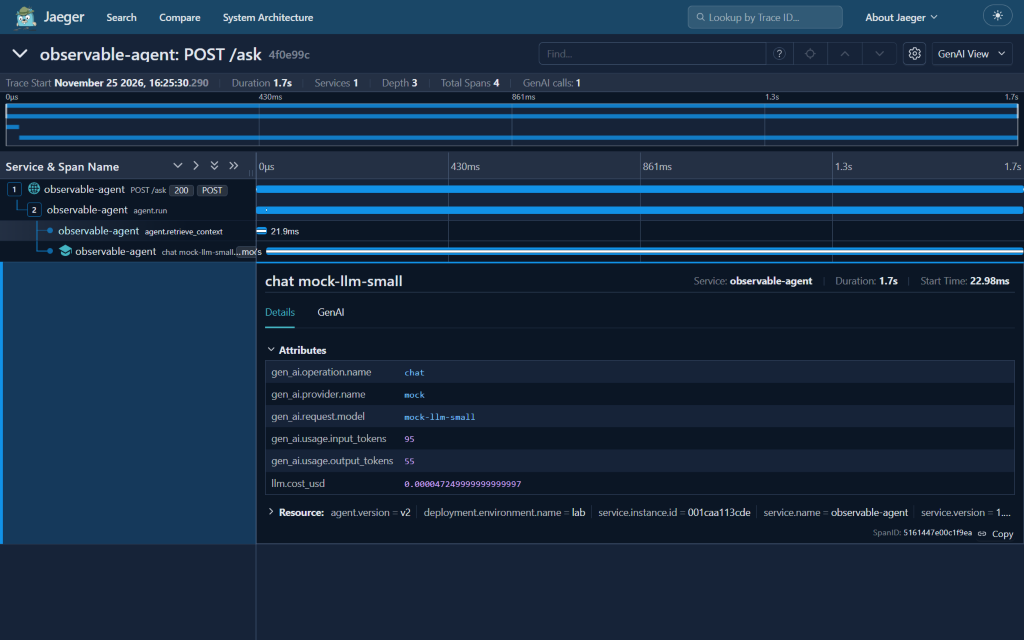 Jaeger Search Compare System Architecture Lookup by Trace ID... About Jaeger
observable-agent: POST /ask 4f0e99c Find... ? GenAI View
Trace Start November 25 2026, 16:25:30.290 Duration 1.7s Services 1 Depth 3 Total Spans 4 GenAI calls: 1
0μs 430ms 861ms 1.3s 1.7s
Service & Span Name 0μs 430ms 861ms 1.3s 1.7s
1 observable-agent POST /ask 200 POST
2 observable-agent agent.run
observable-agent agent.retrieve_context 21.9ms
observable-agent chat mock-llm-small...
chat mock-llm-small Service: observable-agent Duration: 1.7s Start Time: 22.98ms
Details GenAI
Attributes
gen_ai.operation.name chat
gen_ai.provider.name mock
gen_ai.request.model mock-llm-small
gen_ai.usage.input_tokens 95
gen_ai.usage.output_tokens 55
llm.cost_usd 0.000047249999999999997
Resource: agent.version = v2 deployment.environment.name = lab service.instance.id = 001caa113cde service.name = observable-agent service.version = 1....
SpanID: 5161447e00c1f9ea Copy